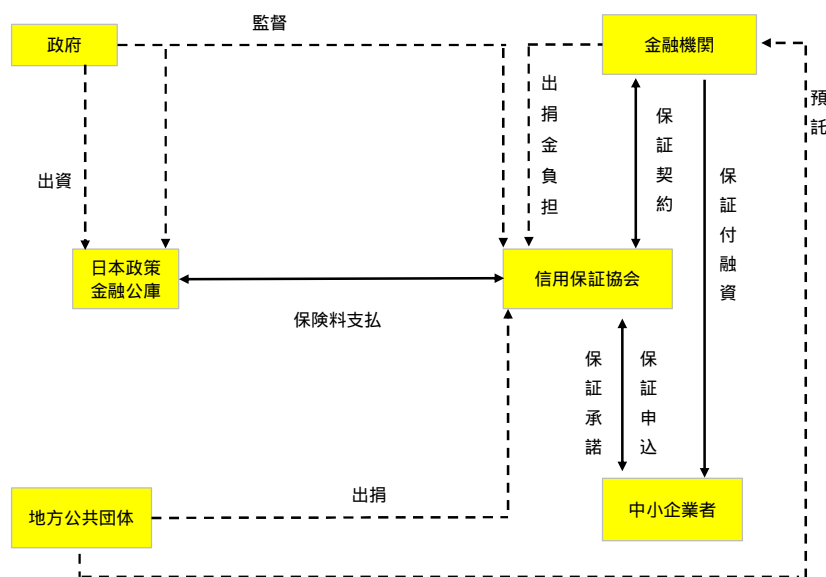 監督
政府
金融機関
出捐金負担
預託
保証契約
出資
保証付融資
日本政策
金融公庫
信用保証協会
保険料支払
保証承諾
保証申込
出捐
地方公共団体
中小企業者